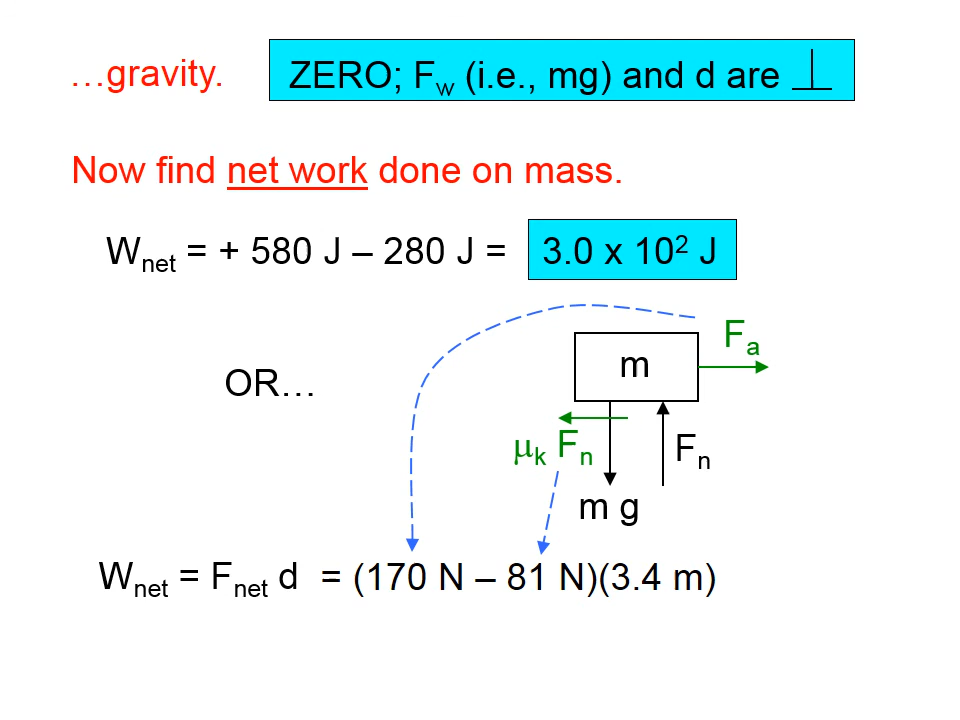 …gravity.
ZERO; Fw (i.e., mg) and d are ⊥
Now find net work done on mass.
Wnet = + 580 J – 280 J = 3.0 x 10² J
Fa
m
OR…
μk Fn
Fn
m g
Wnet = Fnet d = (170 N – 81 N)(3.4 m)